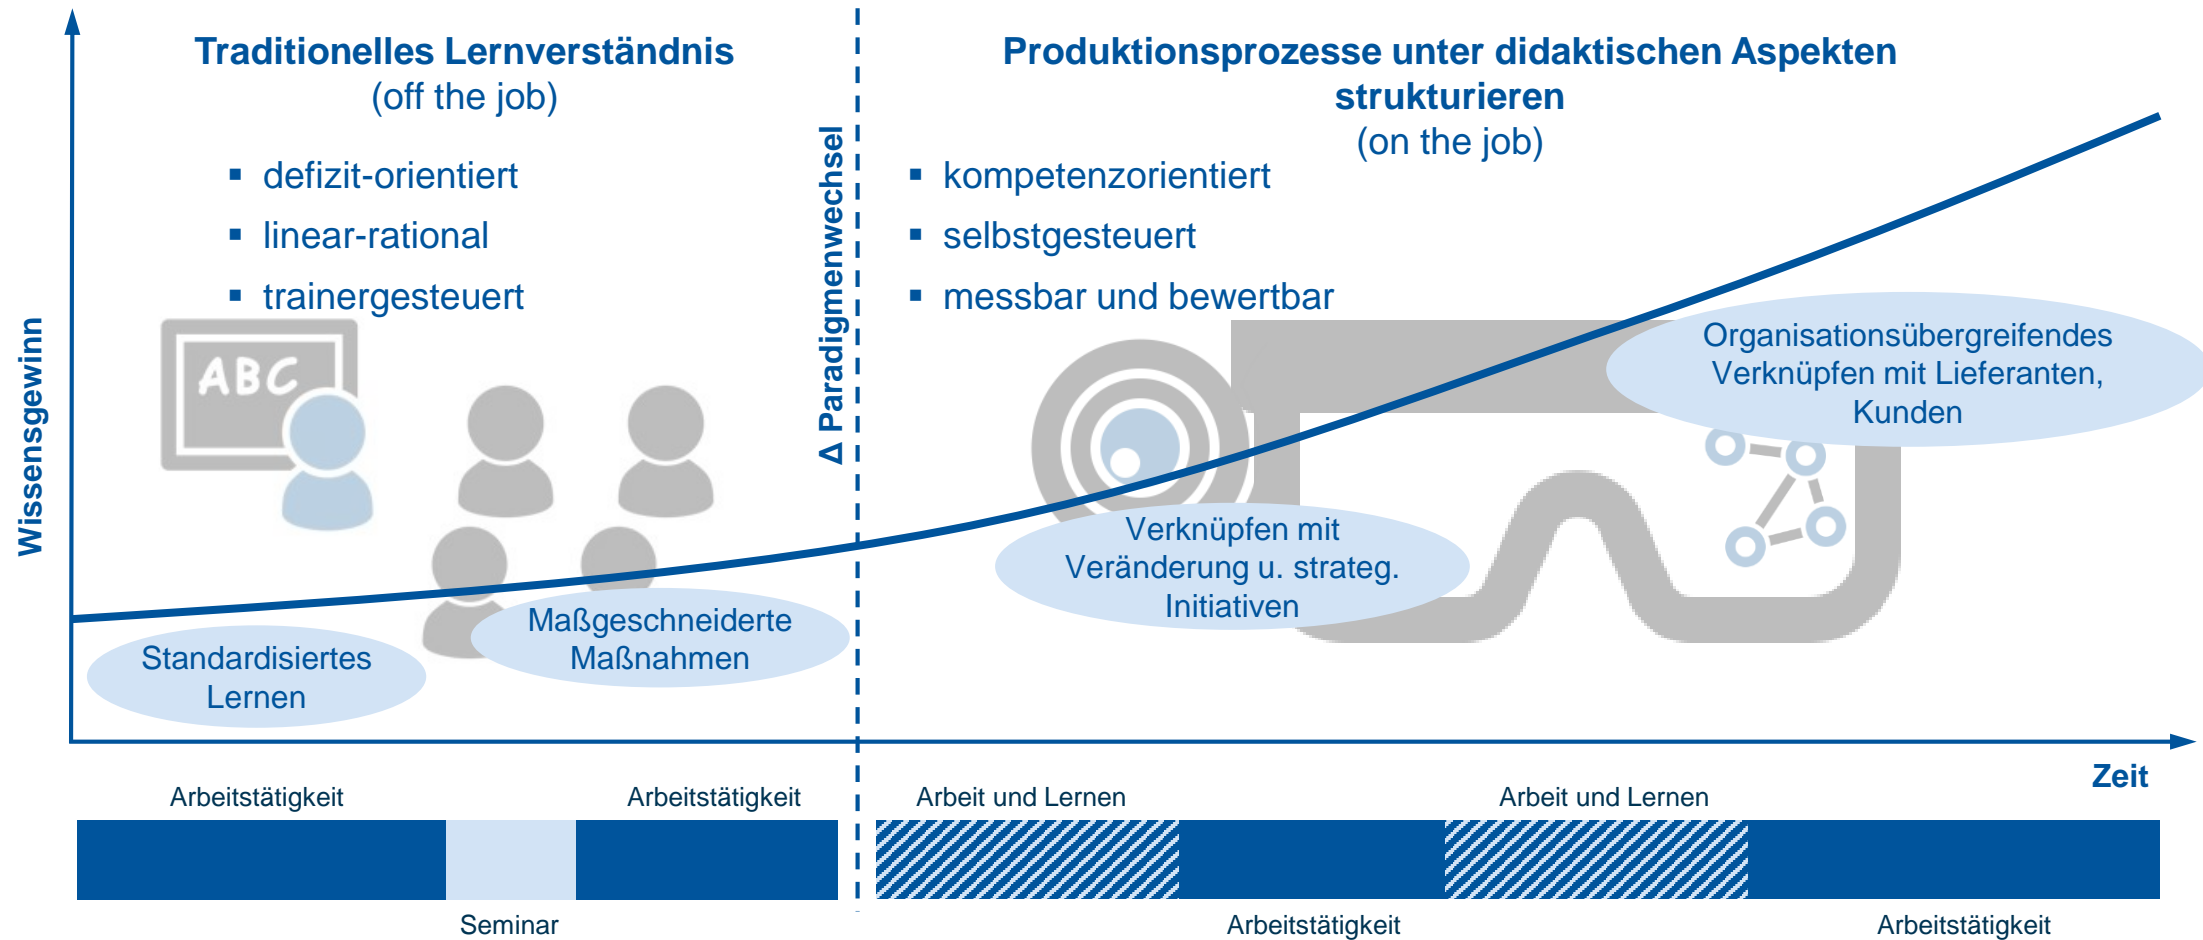 Traditionelles Lernverständnis
(off the job)
▪ defizit-orientiert
▪ linear-rational
▪ trainergesteuert
Produktionsprozesse unter didaktischen Aspekten
strukturieren
(on the job)
▪ kompetenzorientiert
▪ selbstgesteuert
▪ messbar und bewertbar
Δ Paradigmenwechsel
Wissensgewinn
ABC
Standardisiertes
Lernen
Maßgeschneiderte
Maßnahmen
Verknüpfen mit
Veränderung u. strateg.
Initiativen
Organisationsübergreifendes
Verknüpfen mit Lieferanten,
Kunden
Zeit
Arbeitstätigkeit
Arbeitstätigkeit
Arbeit und Lernen
Arbeit und Lernen
Seminar
Arbeitstätigkeit
Arbeitstätigkeit